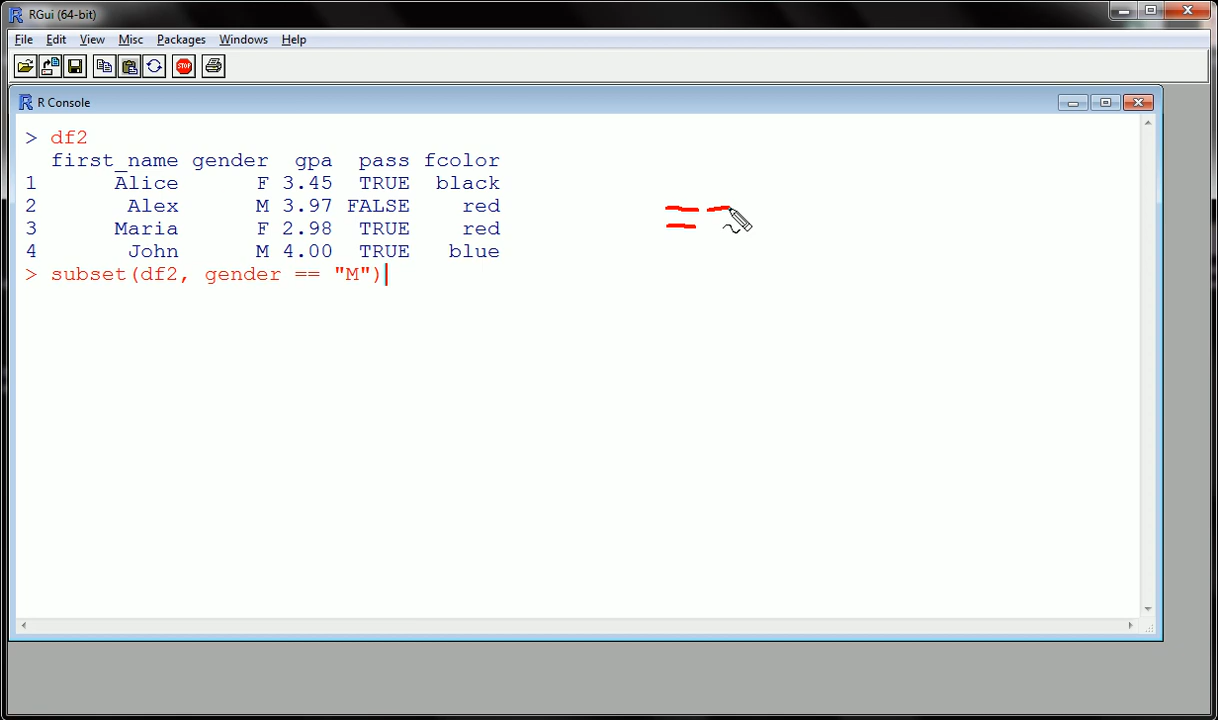 RGui (64-bit)
File Edit View Misc Packages Windows Help
STOP
R Console
> df2
first_name gender gpa pass fcolor
1 Alice F 3.45 TRUE black
2 Alex M 3.97 FALSE red
3 Maria F 2.98 TRUE red
4 John M 4.00 TRUE blue
> subset(df2, gender == "M")